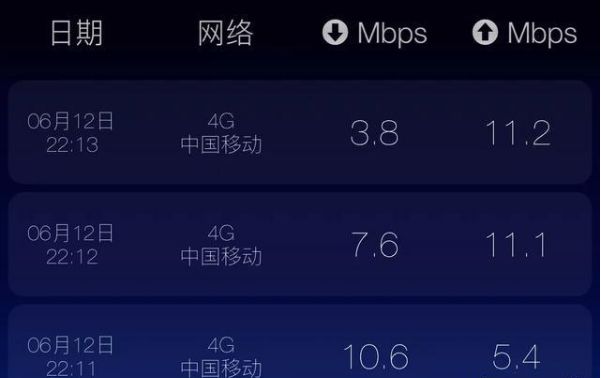 日期 网络 Mbps Mbps
06月12日 4G 3.8 11.2
22:13 中国移动
06月12日 4G 7.6 11.1
22:12 中国移动
06月12日 4G 10.6 5.4
22:11 中国移动